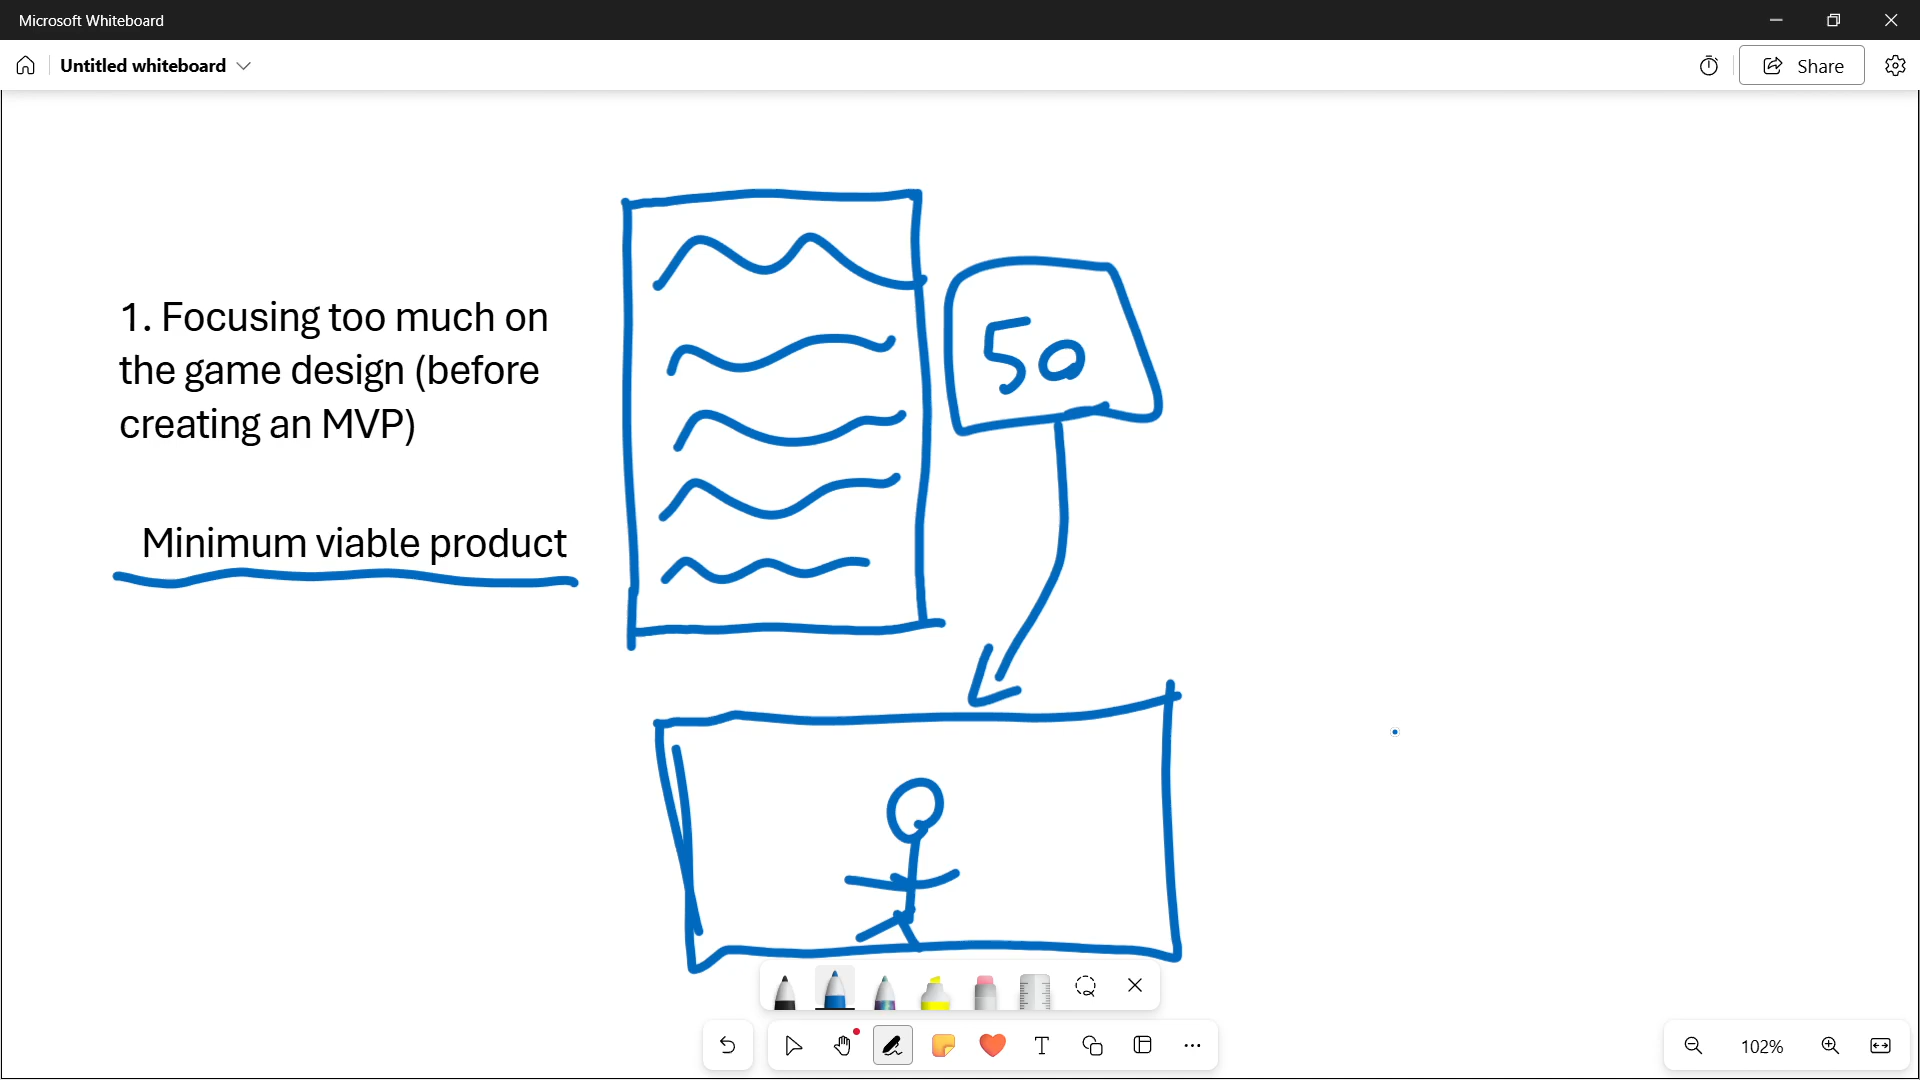 Microsoft Whiteboard
Untitled whiteboard
Share
1. Focusing too much on
the game design (before
creating an MVP)
Minimum viable product
50
102%